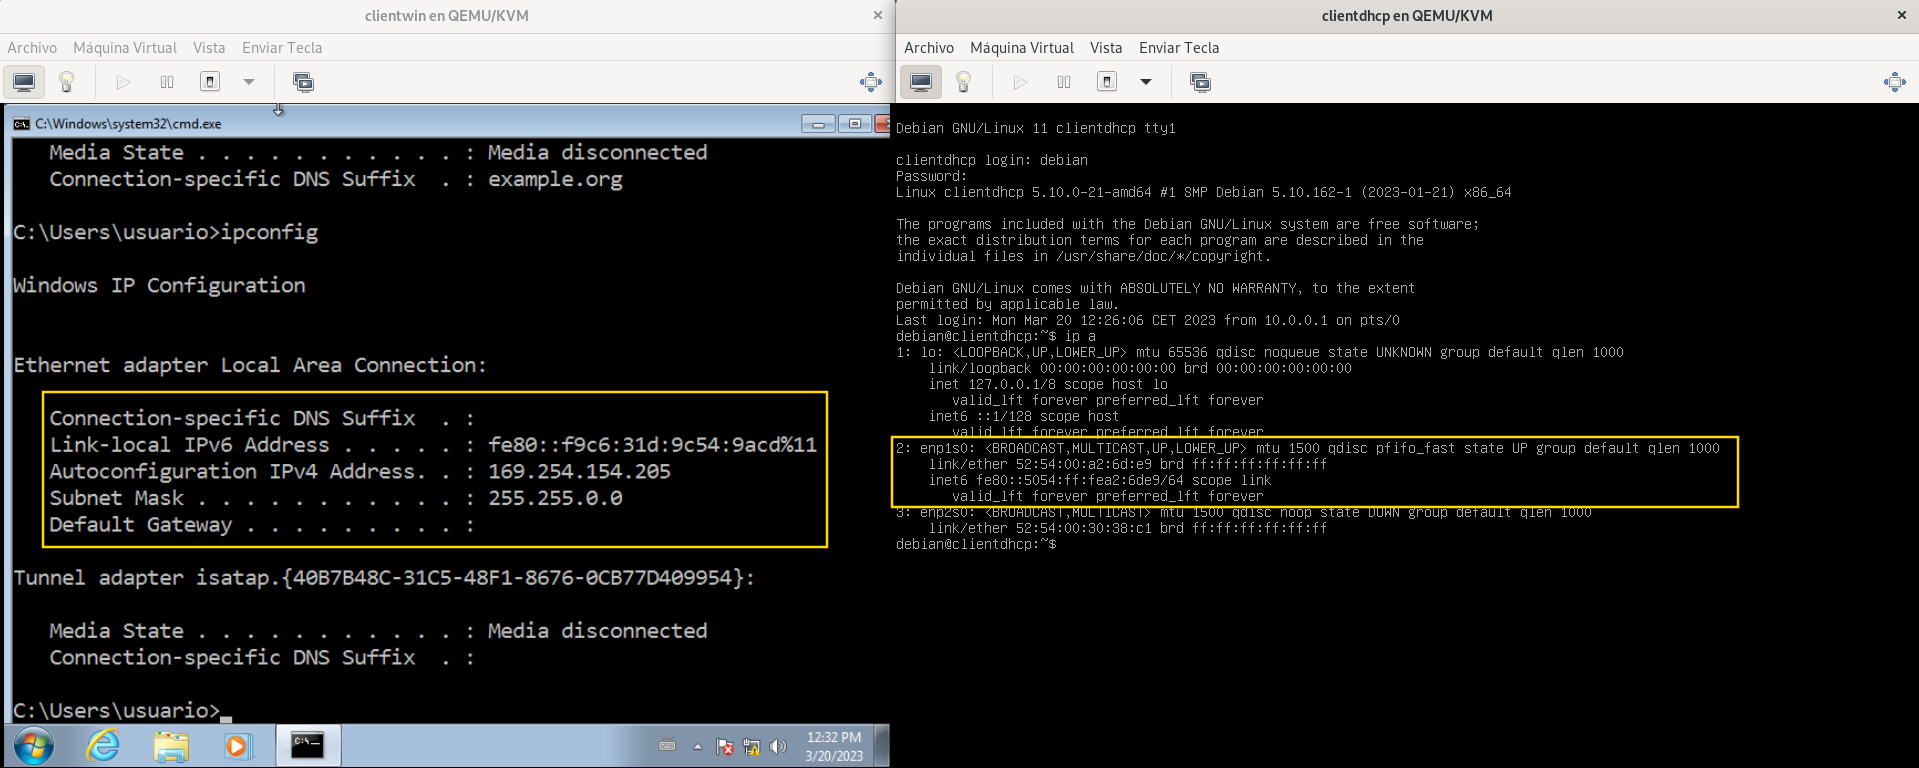 clientwin en QEMU/KVM
Archivo Máquina Virtual Vista Enviar Tecla
C:\Windows\system32\cmd.exe
Media State . . . . . . . . . . . : Media disconnected
Connection-specific DNS Suffix  . : example.org
C:\Users\usuario>ipconfig
Windows IP Configuration
Ethernet adapter Local Area Connection:
Connection-specific DNS Suffix  . :
Link-local IPv6 Address . . . . . : fe80::f9c6:31d:9c54:9acd%11
Autoconfiguration IPv4 Address. . : 169.254.154.205
Subnet Mask . . . . . . . . . . . : 255.255.0.0
Default Gateway . . . . . . . . . :
Tunnel adapter isatap.{40B7B48C-31C5-48F1-8676-0CB77D409954}:
Media State . . . . . . . . . . . : Media disconnected
Connection-specific DNS Suffix  . :
C:\Users\usuario>_
12:32 PM
3/20/2023
clientdhcp en QEMU/KVM
Archivo Máquina Virtual Vista Enviar Tecla
Debian GNU/Linux 11 clientdhcp tty1
clientdhcp login: debian
Password:
Linux clientdhcp 5.10.0-21-amd64 #1 SMP Debian 5.10.162-1 (2023-01-21) x86_64
The programs included with the Debian GNU/Linux system are free software;
the exact distribution terms for each program are described in the
individual files in /usr/share/doc/*/copyright.
Debian GNU/Linux comes with ABSOLUTELY NO WARRANTY, to the extent
permitted by applicable law.
Last login: Mon Mar 20 12:26:06 CET 2023 from 10.0.0.1 on pts/0
debian@clientdhcp:~$ ip a
1: lo: <LOOPBACK,UP,LOWER_UP> mtu 65536 qdisc noqueue state UNKNOWN group default qlen 1000
link/loopback 00:00:00:00:00:00 brd 00:00:00:00:00:00
inet 127.0.0.1/8 scope host lo
valid_lft forever preferred_lft forever
inet6 ::1/128 scope host
valid_lft forever preferred_lft forever
2: enp1s0: <BROADCAST,MULTICAST,UP,LOWER_UP> mtu 1500 qdisc pfifo_fast state UP group default qlen 1000
link/ether 52:54:00:a2:6d:e9 brd ff:ff:ff:ff:ff:ff
inet6 fe80::5054:ff:fea2:6de9/64 scope link
valid_lft forever preferred_lft forever
3: enp2s0: <BROADCAST,MULTICAST> mtu 1500 qdisc noop state DOWN group default qlen 1000
link/ether 52:54:00:30:38:c1 brd ff:ff:ff:ff:ff:ff
debian@clientdhcp:~$